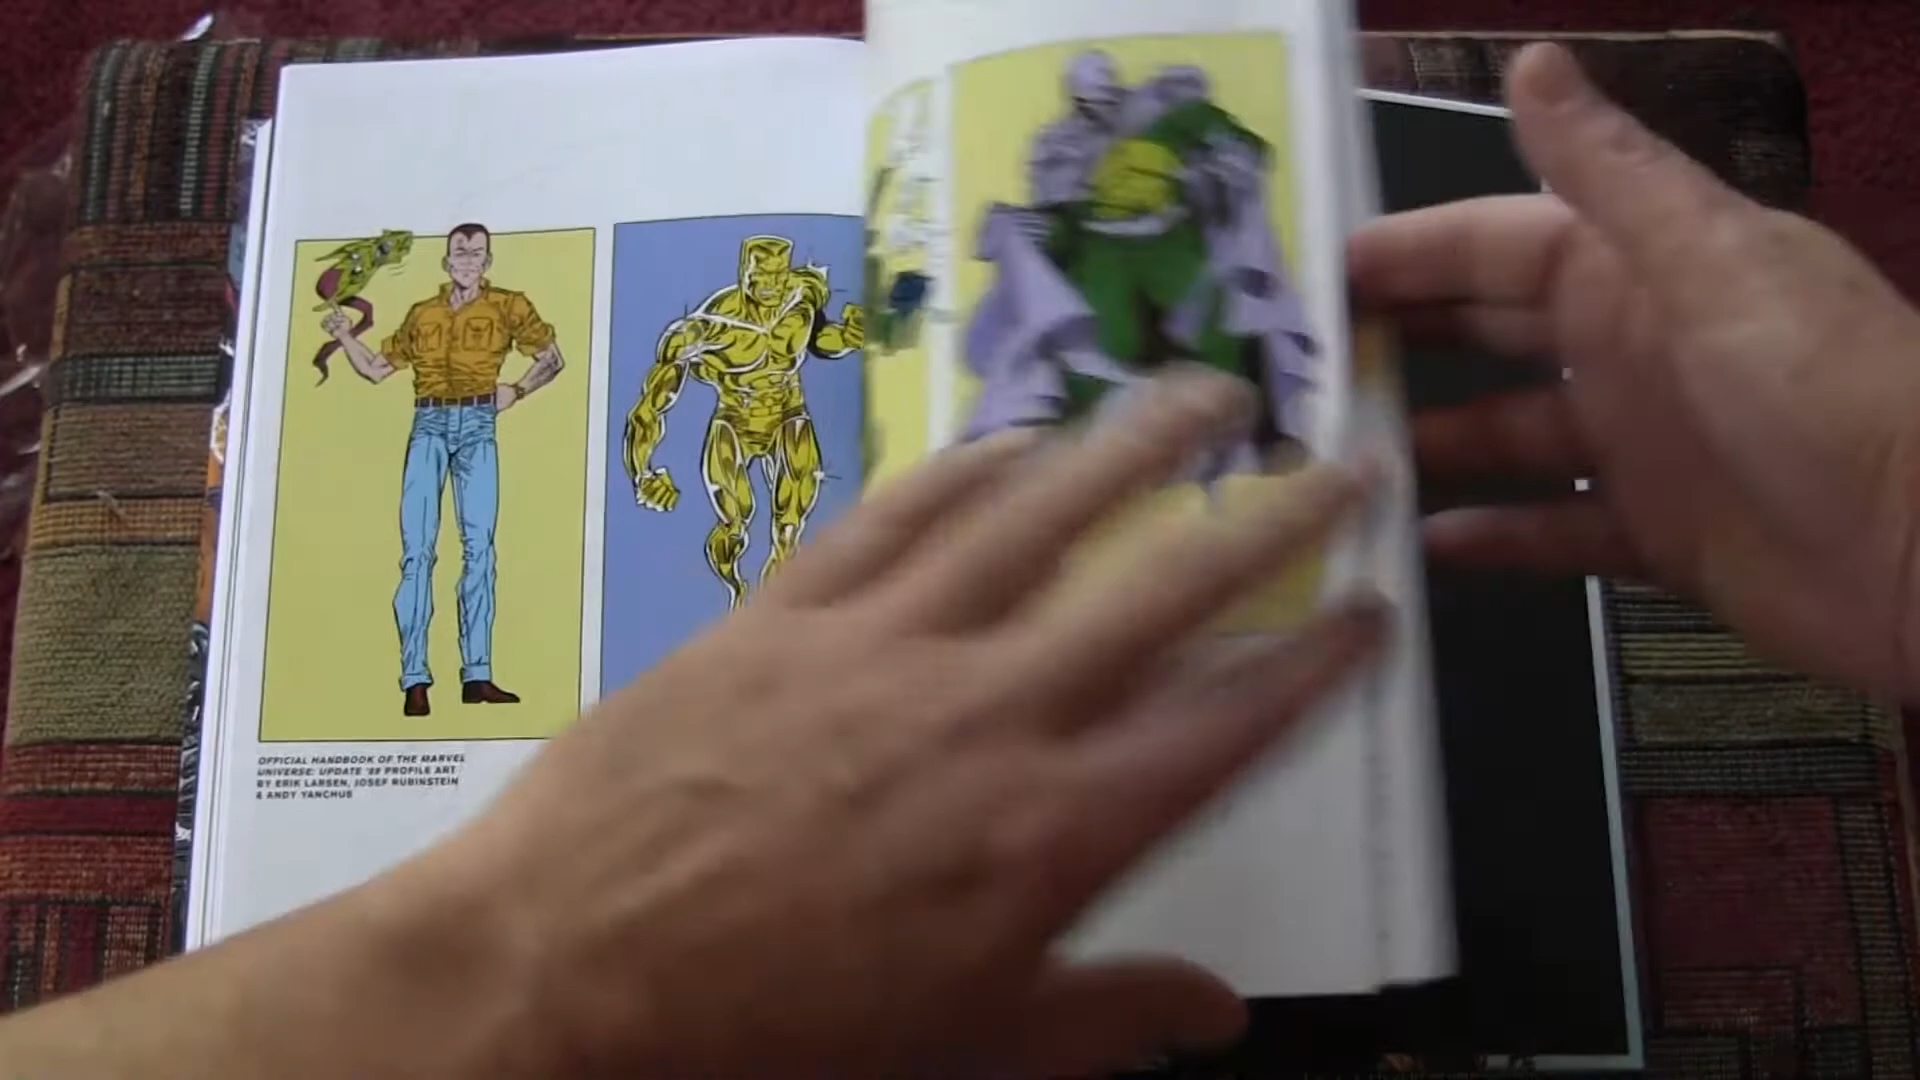 OFFICIAL HANDBOOK OF THE MARVEL
UNIVERSE: UPDATE '89 PROFILE ART
BY ERIK LARSEN, JOSEF RUBINSTEIN
& ANDY YANCHUS